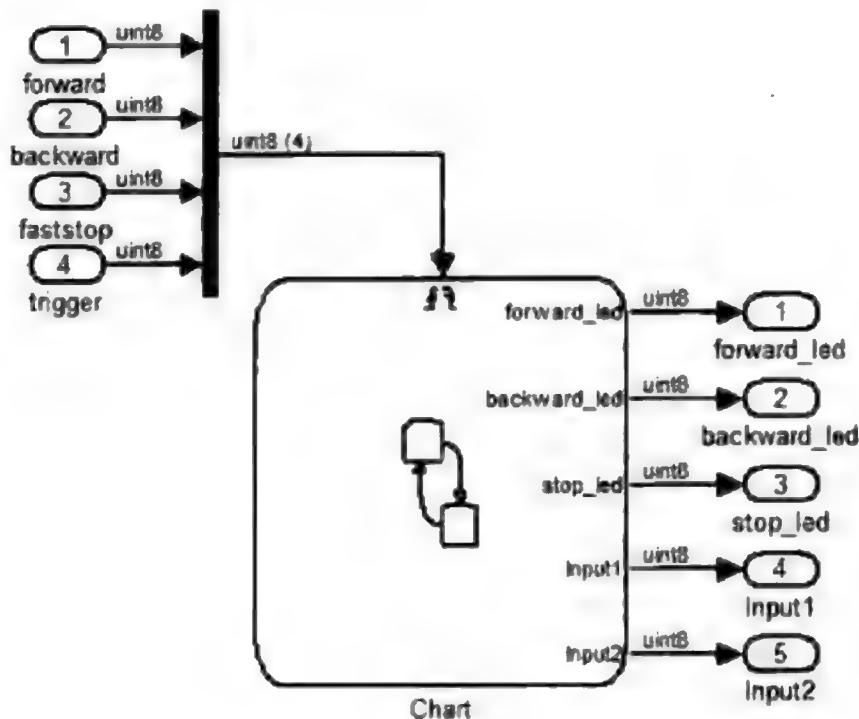 uint8
1
forward
uint8
2
backward
uint8
3
faststop
uint8
4
trigger
uint8 (4)
forward_led
uint8
1
forward_led
backward_led
uint8
2
backward_led
stop_led
uint8
3
stop_led
Input1
uint8
4
Input1
Input2
uint8
5
Input2
Chart